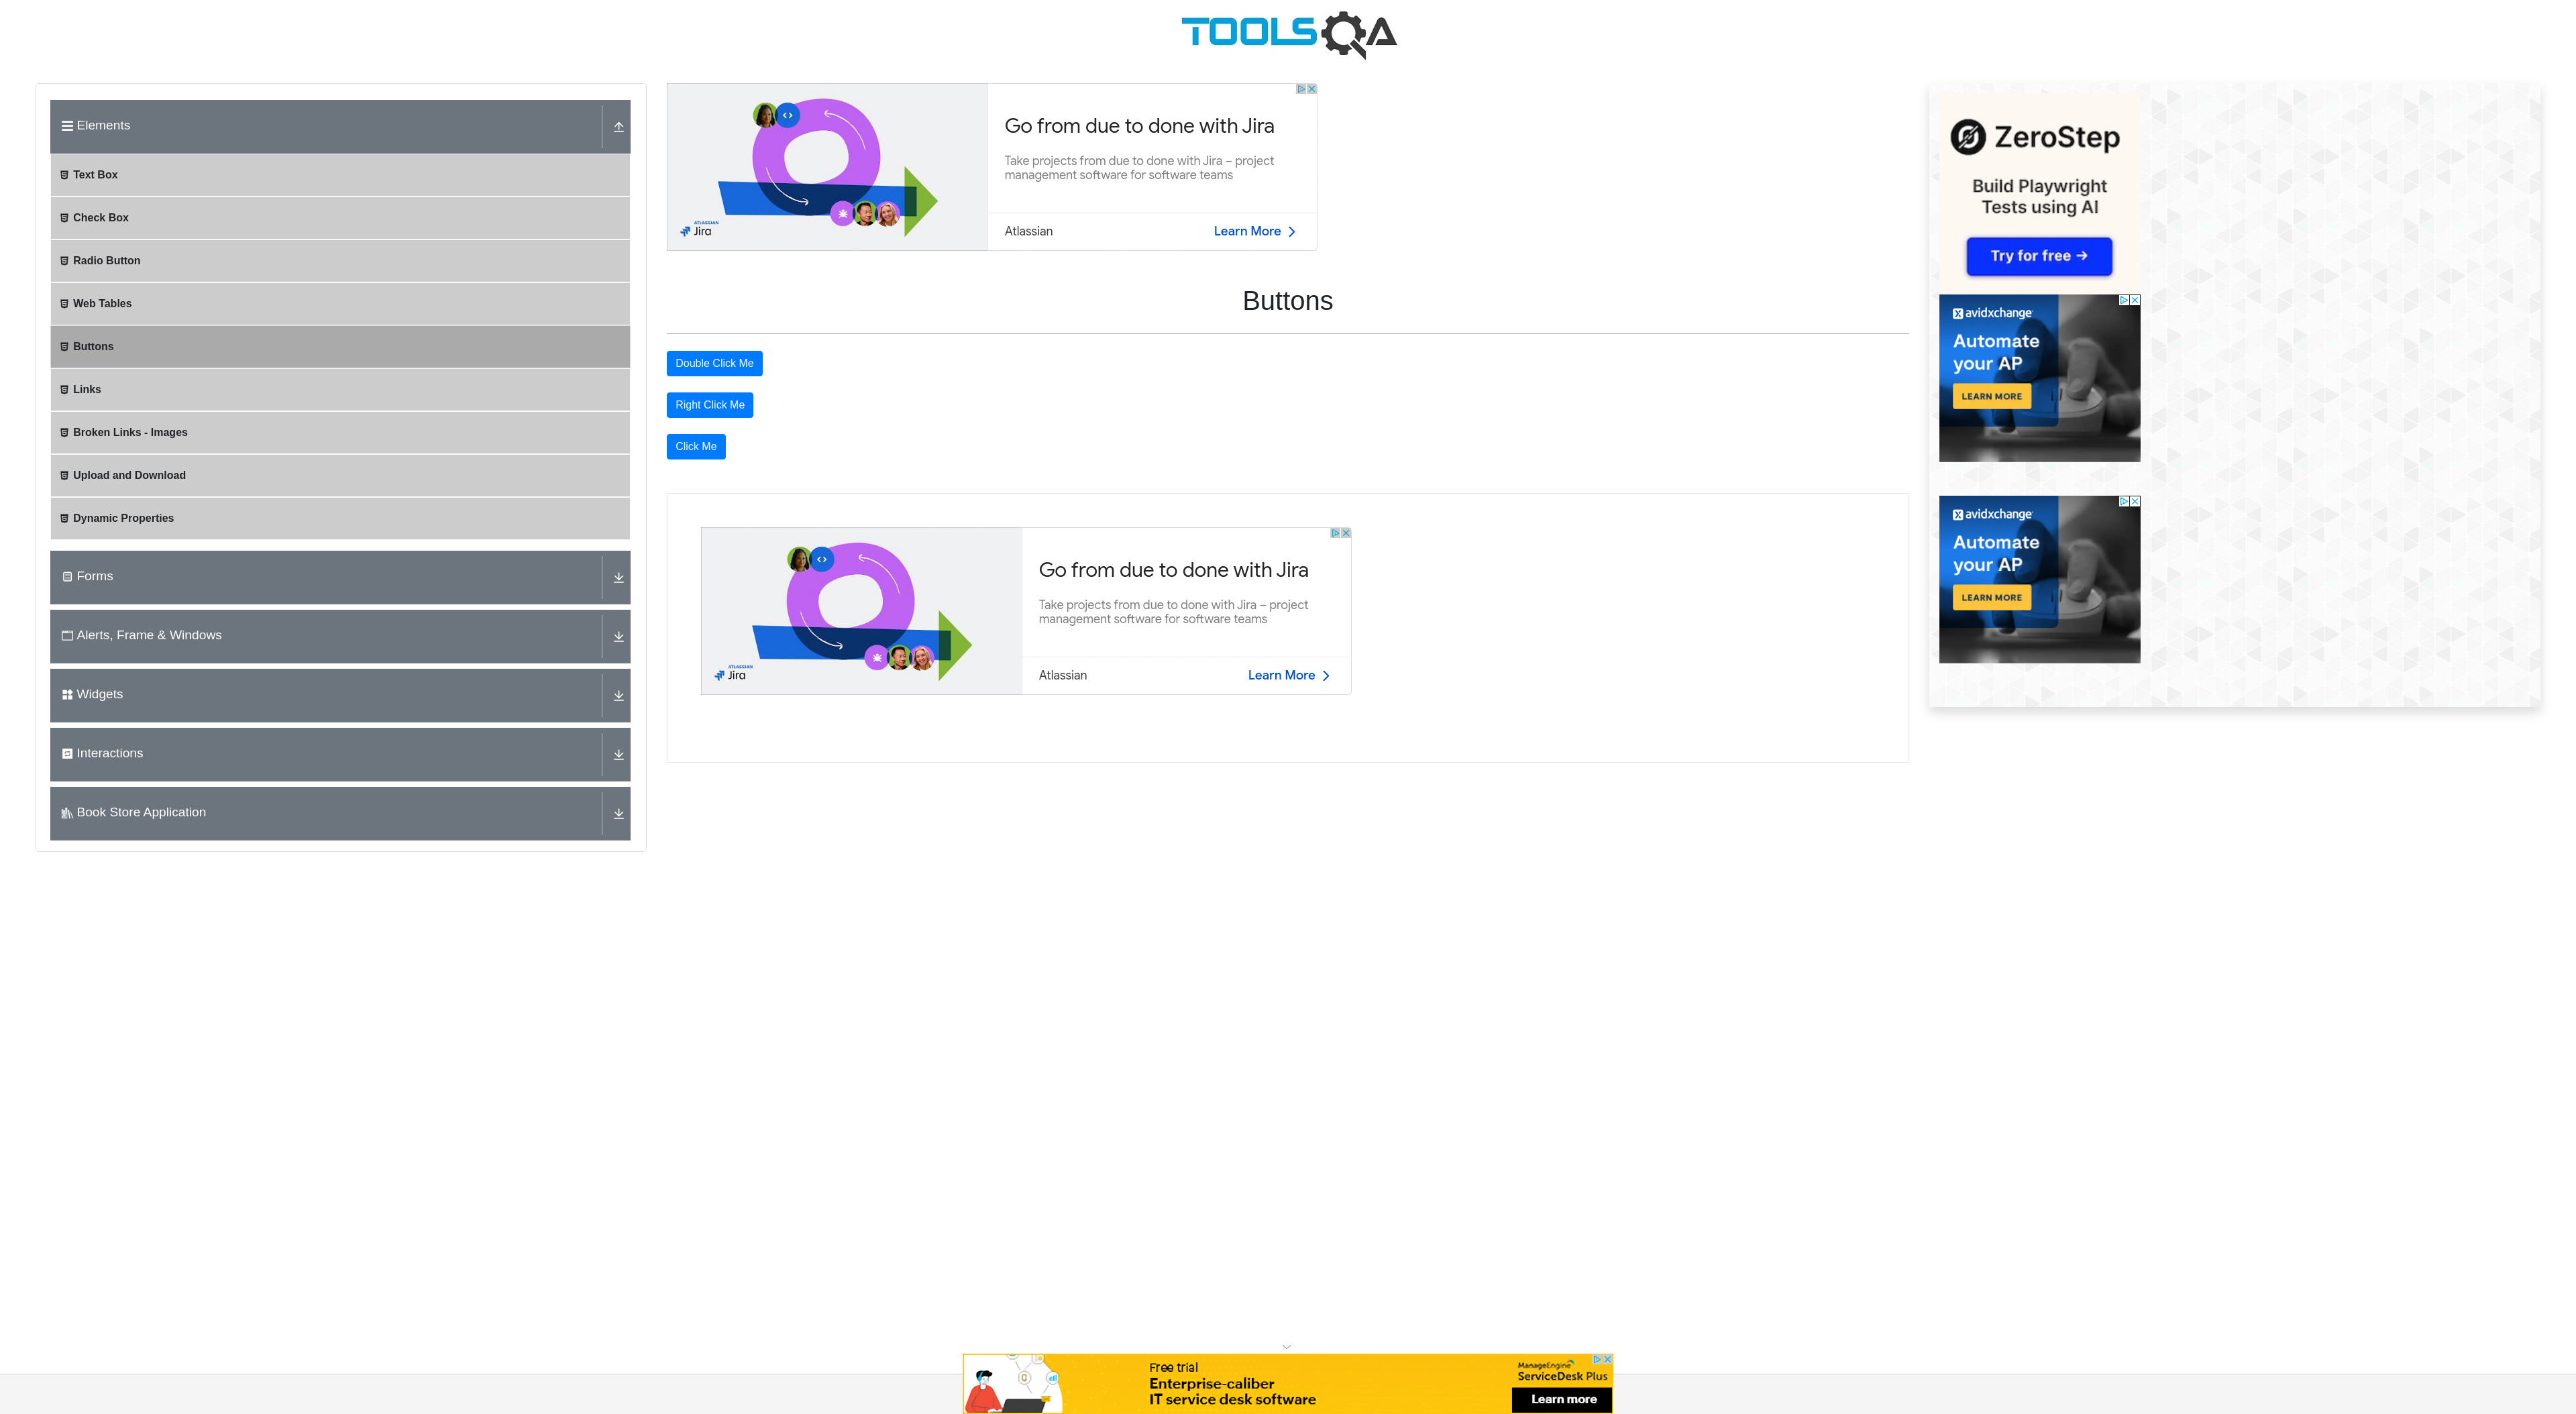 TOOLSQA
Elements
Text Box
Check Box
Radio Button
Web Tables
Buttons
Links
Broken Links - Images
Upload and Download
Dynamic Properties
Forms
Alerts, Frame & Windows
Widgets
Interactions
Book Store Application
Go from due to done with Jira
Take projects from due to done with Jira – project
management software for software teams
ATLASSIAN
Jira
Atlassian
Learn More
Buttons
Double Click Me
Right Click Me
Click Me
Go from due to done with Jira
Take projects from due to done with Jira – project
management software for software teams
ATLASSIAN
Jira
Atlassian
Learn More
ZeroStep
Build Playwright
Tests using AI
Try for free →
avidxchange
Automate
your AP
LEARN MORE
avidxchange
Automate
your AP
LEARN MORE
Free trial
Enterprise-caliber
IT service desk software
ManageEngine
ServiceDesk Plus
Learn more